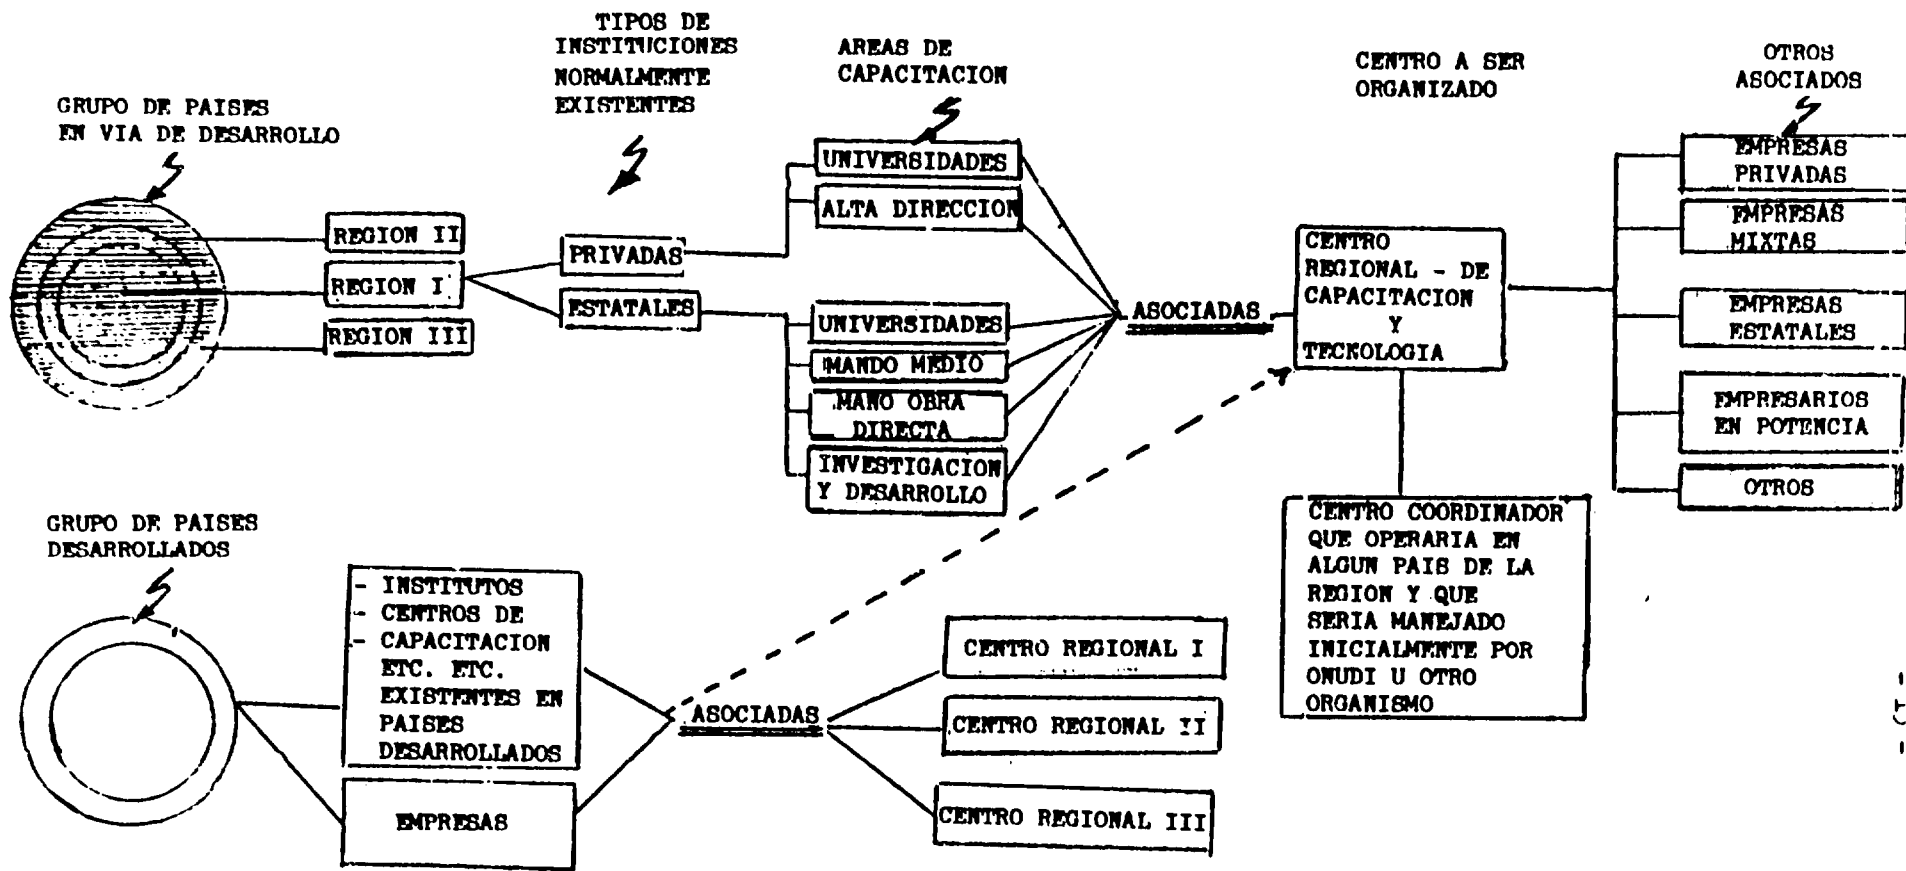 TIPOS DE
INSTITUCIONES
NORMALMENTE
EXISTENTES
AREAS DE
CAPACITACION
CENTRO A SER
ORGANIZADO
OTROS
ASOCIADOS
GRUPO DE PAISES
EN VIA DE DESARROLLO
REGION II
REGION I
REGION III
PRIVADAS
ESTATALES
UNIVERSIDADES
ALTA DIRECCION
UNIVERSIDADES
MANDO MEDIO
MANO OBRA
DIRECTA
INVESTIGACION
Y DESARROLLO
ASOCIADAS
CENTRO
REGIONAL - DE
CAPACITACION
Y
TECNOLOGIA
EMPRESAS
PRIVADAS
EMPRESAS
MIXTAS
EMPRESAS
ESTATALES
EMPRESARIOS
EN POTENCIA
OTROS
CENTRO COORDINADOR
QUE OPERARIA EN
ALGUN PAIS DE LA
REGION Y QUE
SERIA MANEJADO
INICIALMENTE POR
ONUDI U OTRO
ORGANISMO
GRUPO DE PAISES
DESARROLLADOS
- INSTITUTOS
- CENTROS DE
- CAPACITACION
ETC. ETC.
EXISTENTES EN
PAISES
DESARROLLADOS
EMPRESAS
ASOCIADAS
CENTRO REGIONAL I
CENTRO REGIONAL II
CENTRO REGIONAL III